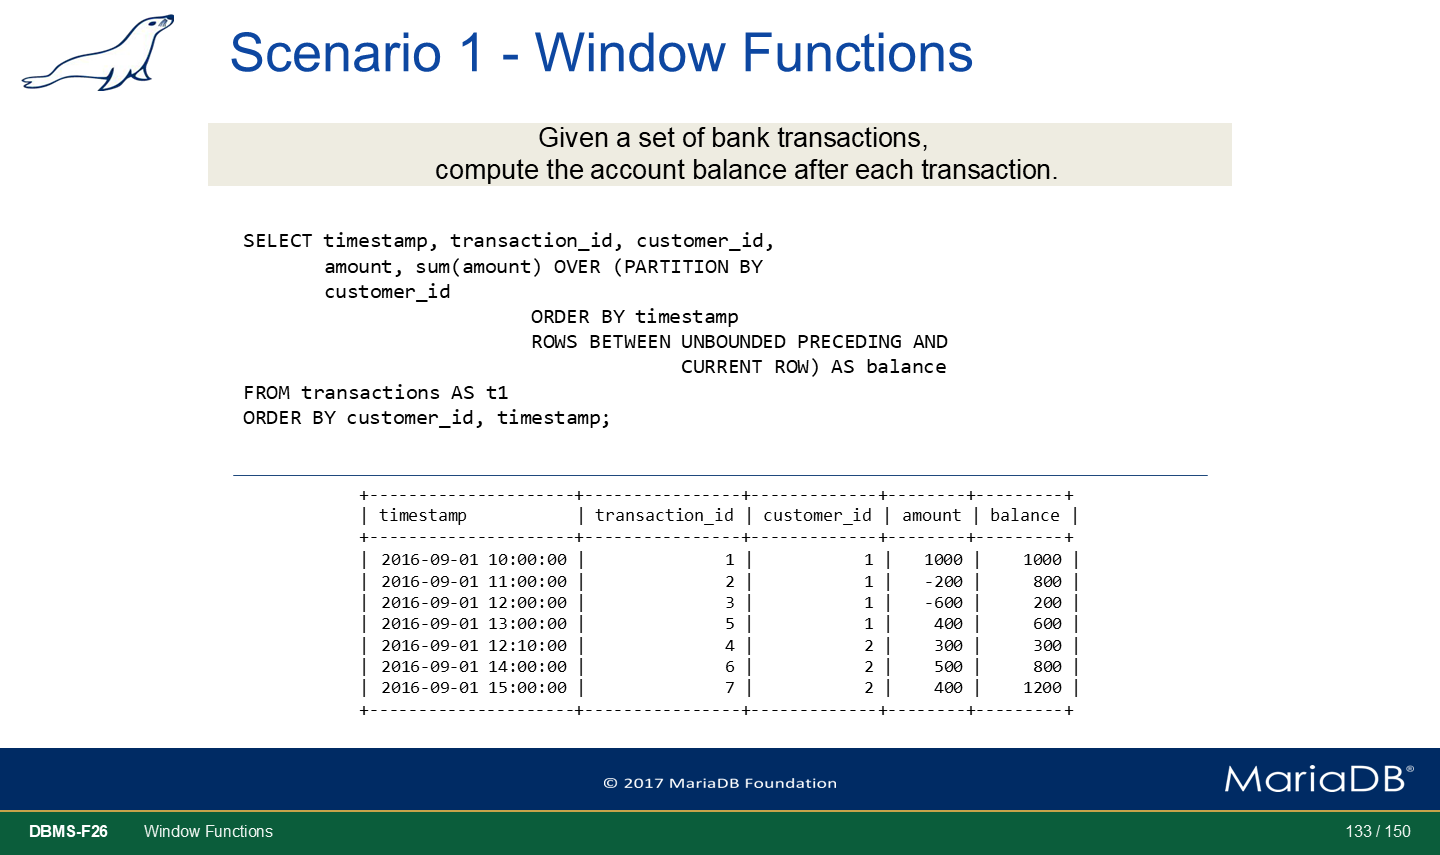 Scenario 1 - Window Functions
Given a set of bank transactions,
compute the account balance after each transaction.
SELECT timestamp, transaction_id, customer_id,
       amount, sum(amount) OVER (PARTITION BY
       customer_id
                         ORDER BY timestamp
                         ROWS BETWEEN UNBOUNDED PRECEDING AND
                                      CURRENT ROW) AS balance
FROM transactions AS t1
ORDER BY customer_id, timestamp;
+---------------------+----------------+-------------+--------+---------+
| timestamp           | transaction_id | customer_id | amount | balance |
+---------------------+----------------+-------------+--------+---------+
| 2016-09-01 10:00:00 |              1 |           1 |   1000 |    1000 |
| 2016-09-01 11:00:00 |              2 |           1 |   -200 |     800 |
| 2016-09-01 12:00:00 |              3 |           1 |   -600 |     200 |
| 2016-09-01 13:00:00 |              5 |           1 |    400 |     600 |
| 2016-09-01 12:10:00 |              4 |           2 |    300 |     300 |
| 2016-09-01 14:00:00 |              6 |           2 |    500 |     800 |
| 2016-09-01 15:00:00 |              7 |           2 |    400 |    1200 |
+---------------------+----------------+-------------+--------+---------+
© 2017 MariaDB Foundation
MariaDB®
DBMS-F26 Window Functions 133 / 150